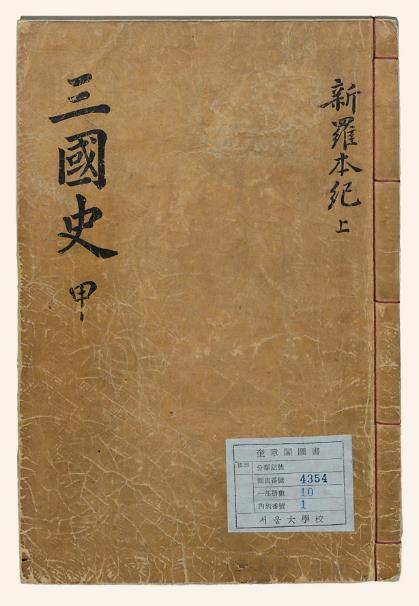 新羅本紀 上
三國史 甲
奎章閣圖書
分類記號
圖書番號 4354
一部冊數 10
內別番號 1
서울大學校